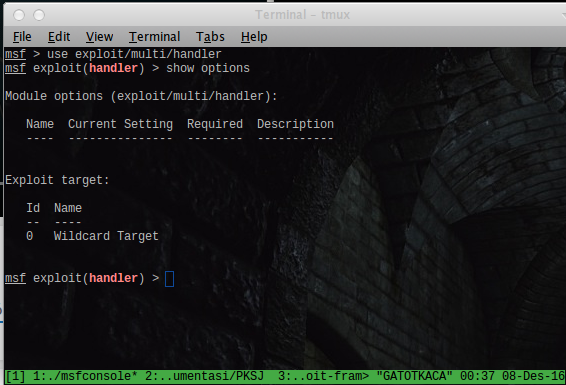 Terminal – tmux
File Edit View Terminal Tabs Help
msf > use exploit/multi/handler
msf exploit(handler) > show options
Module options (exploit/multi/handler):
Name Current Setting Required Description
---- --------------- -------- -----------
Exploit target:
Id Name
-- ----
0 Wildcard Target
msf exploit(handler) >
[1] 1:./msfconsole* 2:..umentasi/PKSJ 3:..oit-fram> "GATOTKACA" 00:37 08-Des-16